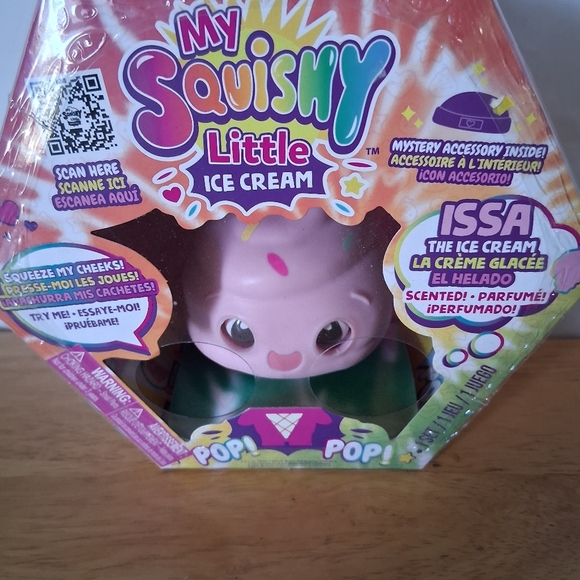 My
SQUISHY
Little
ICE CREAM
TM
SCAN HERE
SCANNE ICI
ESCANEA AQUÍ
MYSTERY ACCESSORY INSIDE!
ACCESSOIRE À L'INTÉRIEUR!
¡CON ACCESORIO!
ISSA
THE ICE CREAM
LA CRÈME GLACÉE
EL HELADO
SCENTED! • PARFUMÉ!
¡PERFUMADO!
SQUEEZE MY CHEEKS!
PRESSE-MOI LES JOUES!
MIS CACHETES!
TRY ME! • ESSAYE-MOI!
¡PRUÉBAME!
WARNING:
POP!
POP!
1 JEU / 1 JUEGO